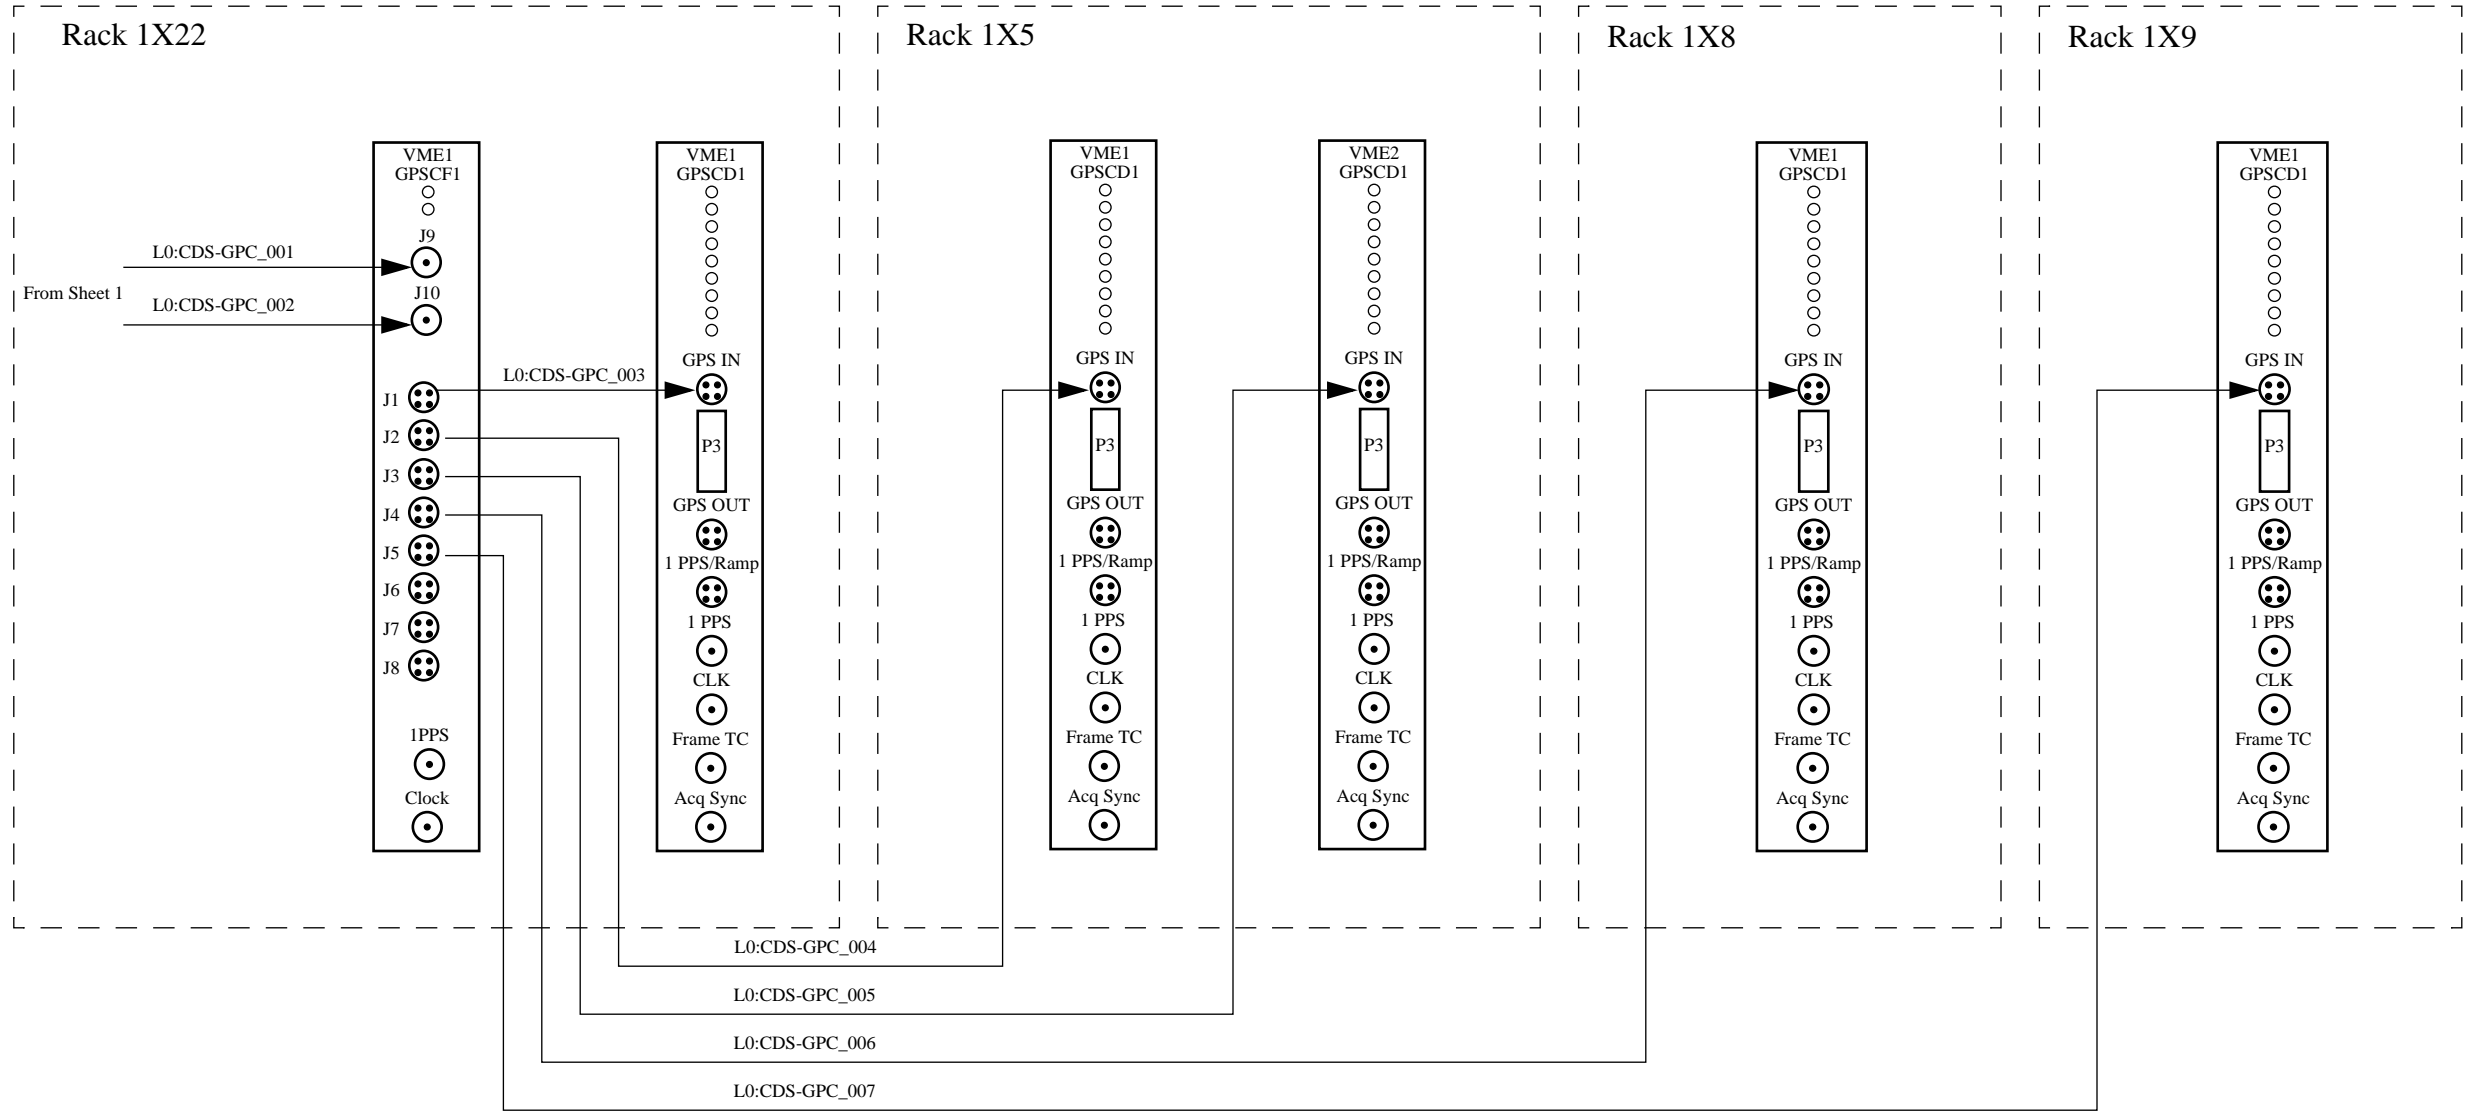 Rack 1X22
VME1
GPSCF1
J9
L0:CDS-GPC_001
From Sheet 1
J10
L0:CDS-GPC_002
J1
J2
J3
J4
J5
J6
J7
J8
1PPS
Clock
L0:CDS-GPC_003
VME1
GPSCD1
GPS IN
P3
GPS OUT
1 PPS/Ramp
1 PPS
CLK
Frame TC
Acq Sync
Rack 1X5
VME1
GPSCD1
GPS IN
P3
GPS OUT
1 PPS/Ramp
1 PPS
CLK
Frame TC
Acq Sync
VME2
GPSCD1
GPS IN
P3
GPS OUT
1 PPS/Ramp
1 PPS
CLK
Frame TC
Acq Sync
Rack 1X8
VME1
GPSCD1
GPS IN
P3
GPS OUT
1 PPS/Ramp
1 PPS
CLK
Frame TC
Acq Sync
Rack 1X9
VME1
GPSCD1
GPS IN
P3
GPS OUT
1 PPS/Ramp
1 PPS
CLK
Frame TC
Acq Sync
L0:CDS-GPC_004
L0:CDS-GPC_005
L0:CDS-GPC_006
L0:CDS-GPC_007